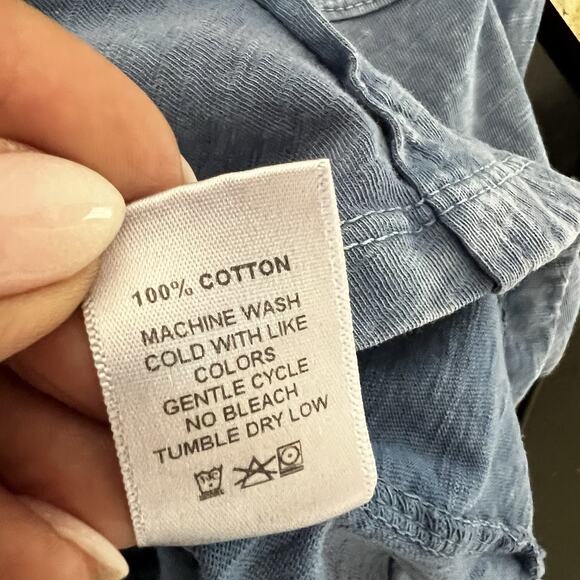 100% COTTON
MACHINE WASH
COLD WITH LIKE
COLORS
GENTLE CYCLE
NO BLEACH
TUMBLE DRY LOW